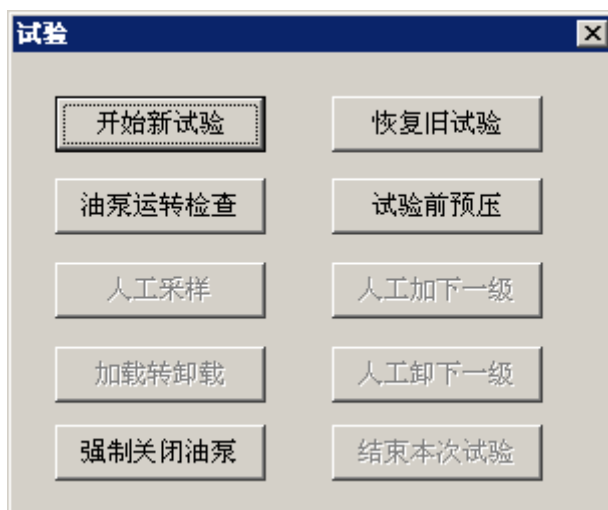 试验
开始新试验
恢复旧试验
油泵运转检查
试验前预压
人工采样
人工加下一级
加载转卸载
人工卸下一级
强制关闭油泵
结束本次试验